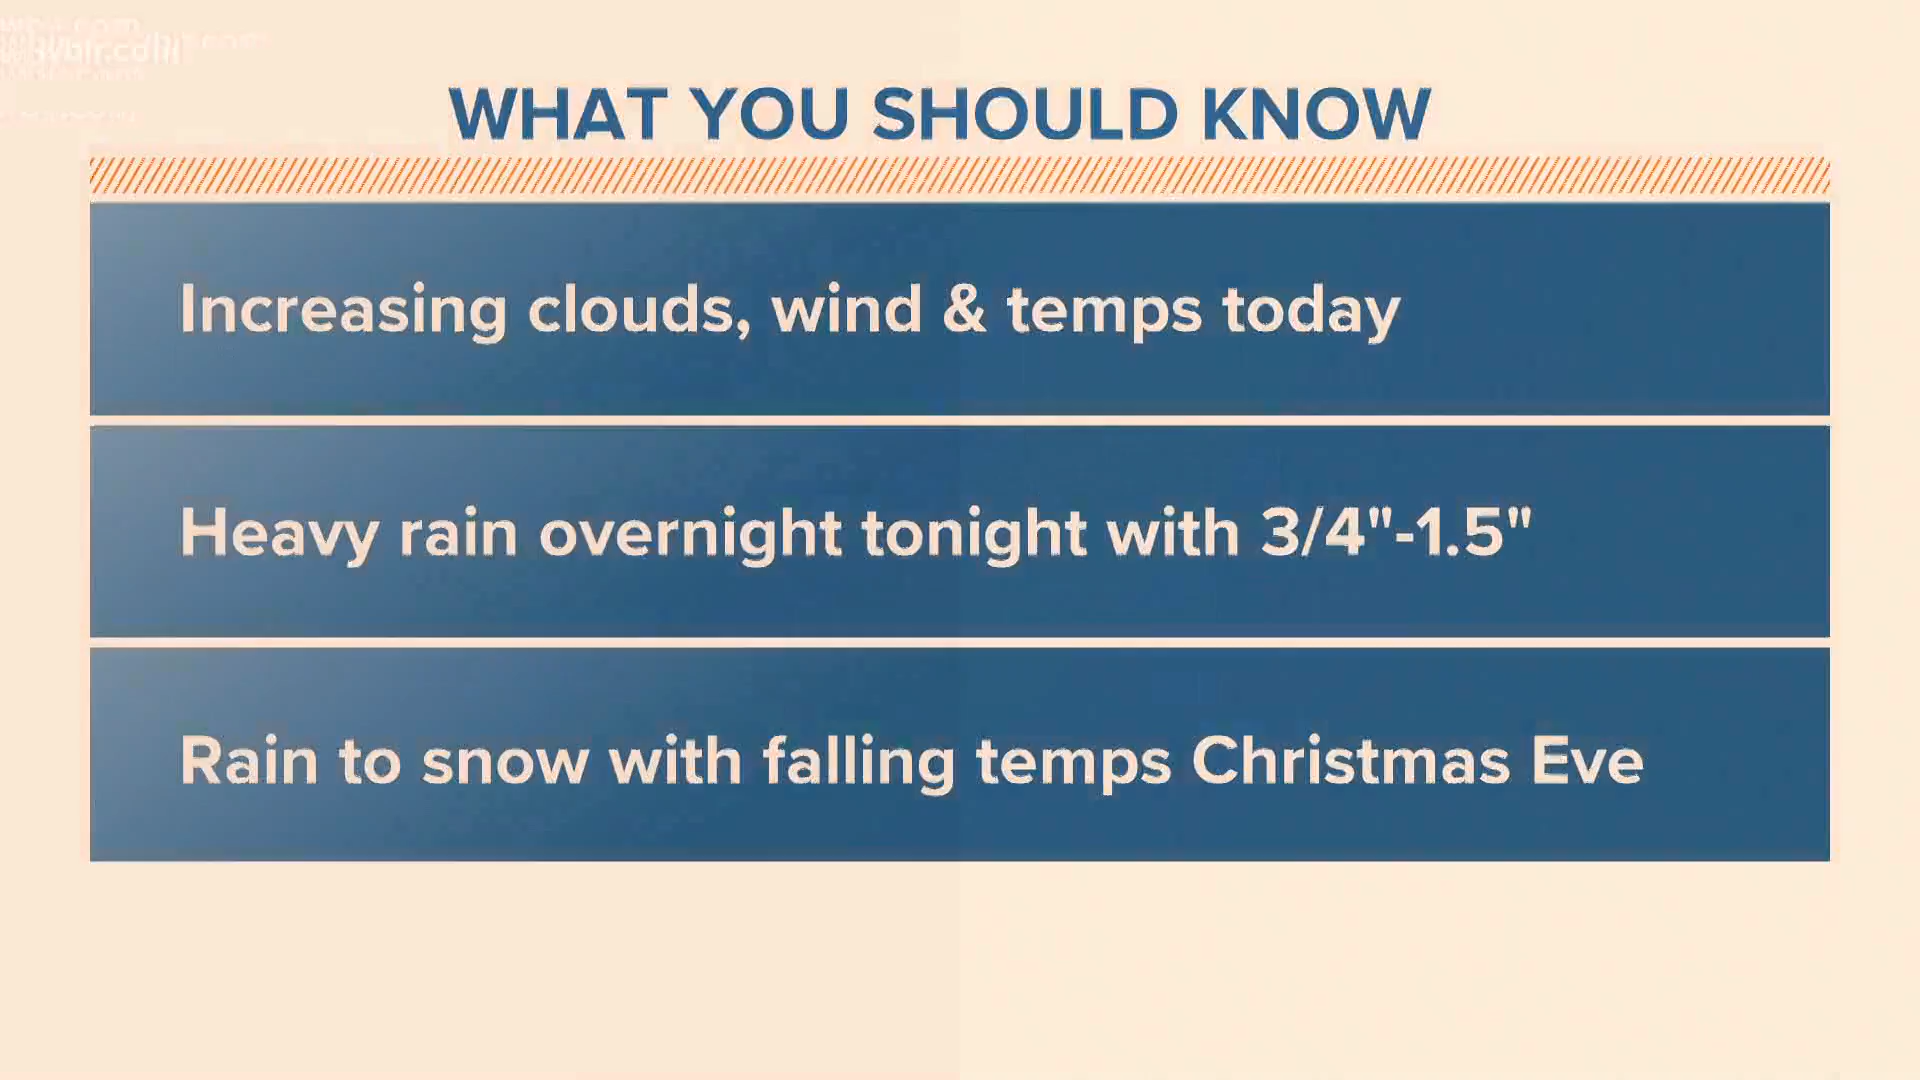 WHAT YOU SHOULD KNOW
Increasing clouds, wind & temps today
Heavy rain overnight tonight with 3/4"-1.5"
Rain to snow with falling temps Christmas Eve